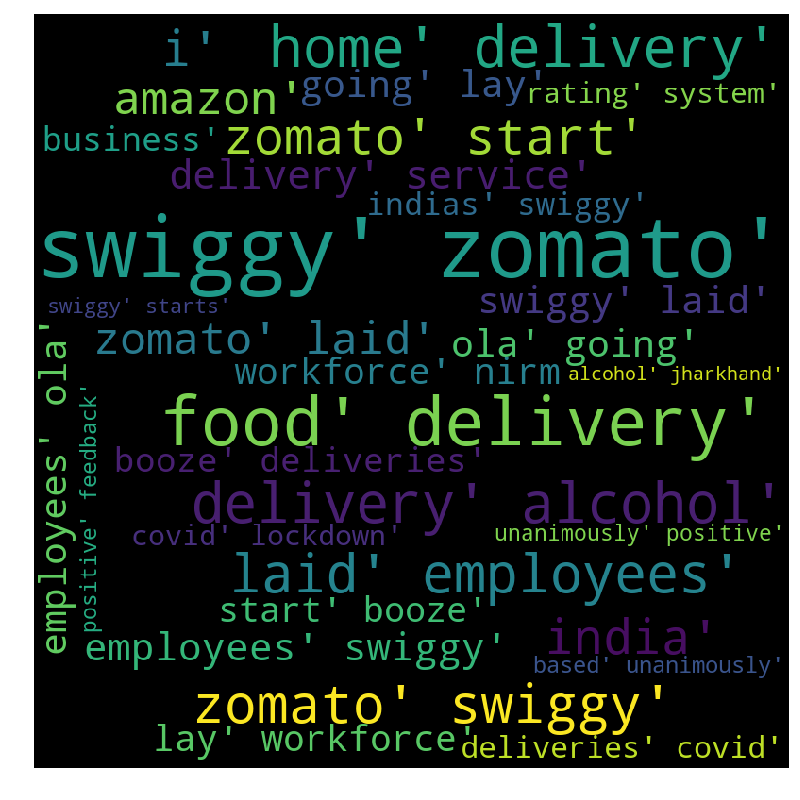 i' home' delivery'
amazon' going' lay'
rating' system'
business' zomato' start'
delivery' service'
indias' swiggy'
swiggy' zomato'
swiggy' starts' swiggy' laid'
zomato' laid' ola' going'
workforce' nirm alcohol' jharkhand'
food' delivery'
employees' ola'
positive' feedback'
booze' deliveries'
delivery' alcohol'
covid' lockdown' unanimously' positive'
laid' employees'
start' booze'
employees' swiggy' india'
based' unanimously'
zomato' swiggy'
lay' workforce' deliveries' covid'